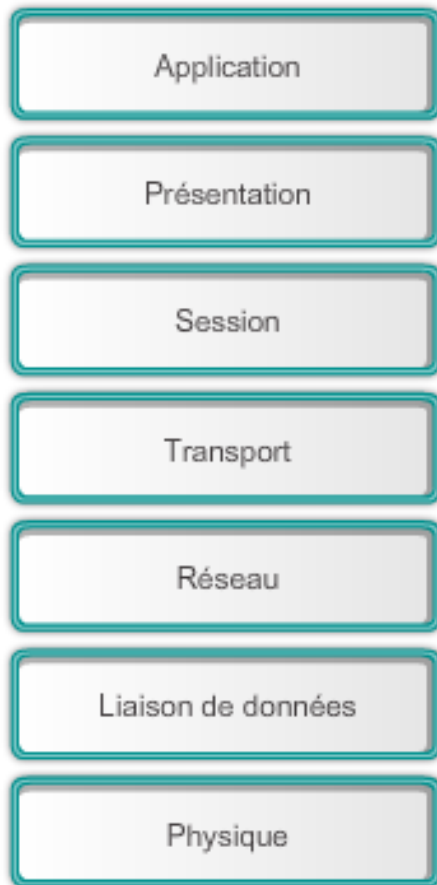 Application
Présentation
Session
Transport
Réseau
Liaison de données
Physique